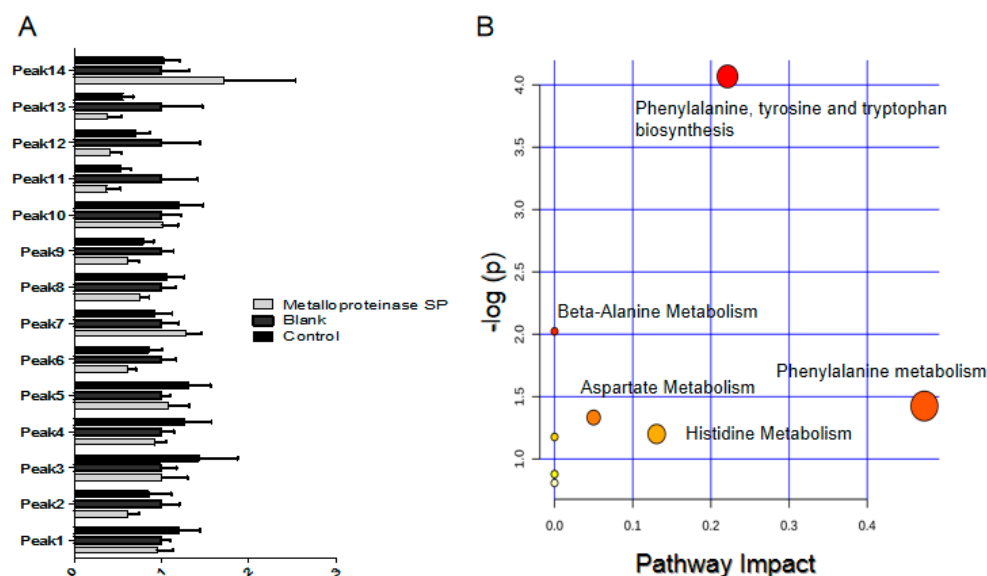 A
Peak14
Peak13
Peak12
Peak11
Peak10
Peak9
Peak8
Peak7
Peak6
Peak5
Peak4
Peak3
Peak2
Peak1
0
1
2
3
Metalloproteinase SP
Blank
Control
B
-log (p)
4.0
3.5
3.0
2.5
2.0
1.5
1.0
Phenylalanine, tyrosine and tryptophan
biosynthesis
Beta-Alanine Metabolism
Phenylalanine metabolism
Aspartate Metabolism
Histidine Metabolism
0.0
0.1
0.2
0.3
0.4
Pathway Impact